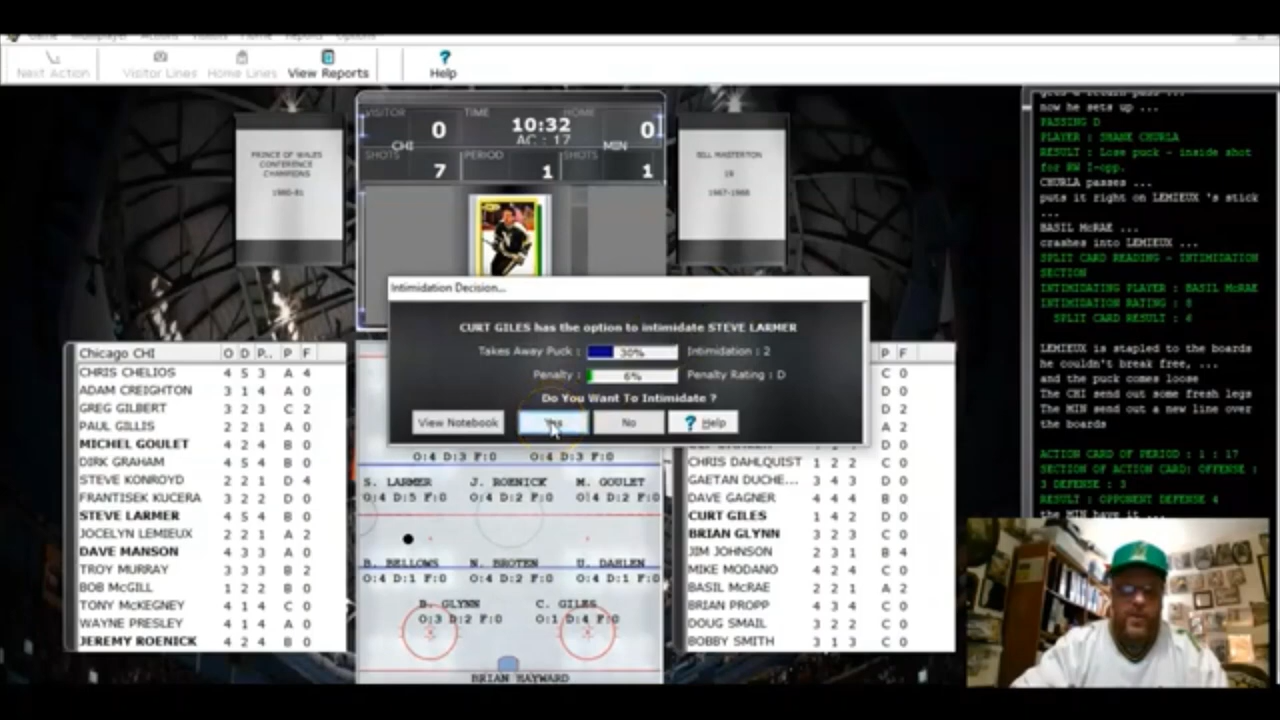 Game Multiplayer Actions Visitor Home Reports Options
Next Action
Visitor Lines
Home Lines
View Reports
Help
VISITOR
TIME
HOME
0
10:32
0
CHI
AC : 17
MIN
SHOTS
PERIOD
SHOTS
7
1
1
PRINCE OF WALES
CONFERENCE
CHAMPIONS
1980-81
BILL MASTERTON
19
1967-1968
Intimidation Decision...
CURT GILES has the option to intimidate STEVE LARMER
Takes Away Puck : 30% Intimidation : 2
Penalty : 6% Penalty Rating : D
Do You Want To Intimidate ?
View Notebook
Yes
No
Help
Chicago CHI O D P.. P F
CHRIS CHELIOS 4 5 3 A 4
ADAM CREIGHTON 3 1 4 A 0
GREG GILBERT 3 2 3 C 2
PAUL GILLIS 2 2 1 A 0
MICHEL GOULET 4 2 4 B 0
DIRK GRAHAM 4 5 4 B 0
STEVE KONROYD 2 2 1 D 4
FRANTISEK KUCERA 3 2 2 D 0
STEVE LARMER 4 5 4 B 0
JOCELYN LEMIEUX 2 2 1 A 2
DAVE MANSON 4 3 3 A 0
TROY MURRAY 3 3 3 B 2
BOB McGILL 1 2 2 B 0
TONY McKEGNEY 4 1 4 C 0
WAYNE PRESLEY 4 1 4 A 0
JEREMY ROENICK 4 2 4 B 0
O:4 D:3 F:0 O:4 D:3 F:0
S. LARMER J. ROENICK M. GOULET
O:4 D:5 F:0 O:4 D:2 F:0 O:4 D:2 F:0
B. BELLOWS N. BROTEN U. DAHLEN
O:4 D:1 F:0 O:4 D:2 F:0 O:4 D:1 F:0
B. GLYNN C. GILES
O:3 D:2 F:0 O:1 D:4 F:0
BRIAN HAYWARD
P F
C 0
D 0
D 2
A 2
CHRIS DAHLQUIST 1 2 2 B 0
GAETAN DUCHE... 3 4 3 D 0
DAVE GAGNER 4 4 4 B 0
CURT GILES 1 4 2 D 0
BRIAN GLYNN 3 2 3 C 0
JIM JOHNSON 2 3 1 B 4
MIKE MODANO 4 2 4 C 0
BASIL McRAE 2 2 1 A 2
BRIAN PROPP 4 3 4 C 0
DOUG SMAIL 3 2 2 C 0
BOBBY SMITH 3 1 3 C 0
gets a return pass ...
now he sets up ...
PASSING D
PLAYER : SHANE CHURLA
RESULT : Lose puck - inside shot
for RW I-opp.
CHURLA passes ...
puts it right on LEMIEUX 's stick
...
BASIL McRAE ...
crashes into LEMIEUX ...
SPLIT CARD READING - INTIMIDATION
SECTION
INTIMIDATING PLAYER : BASIL McRAE
INTIMIDATION RATING : 8
SPLIT CARD RESULT : 4
LEMIEUX is stapled to the boards
he couldn't break free, ...
and the puck comes loose
The CHI send out some fresh legs
The MIN send out a new line over
the boards
ACTION CARD OF PERIOD : 1 : 17
SECTION OF ACTION CARD: OFFENSE :
3 DEFENSE : 3
RESULT : OPPONENT DEFENSE 4
the MIN have it ...